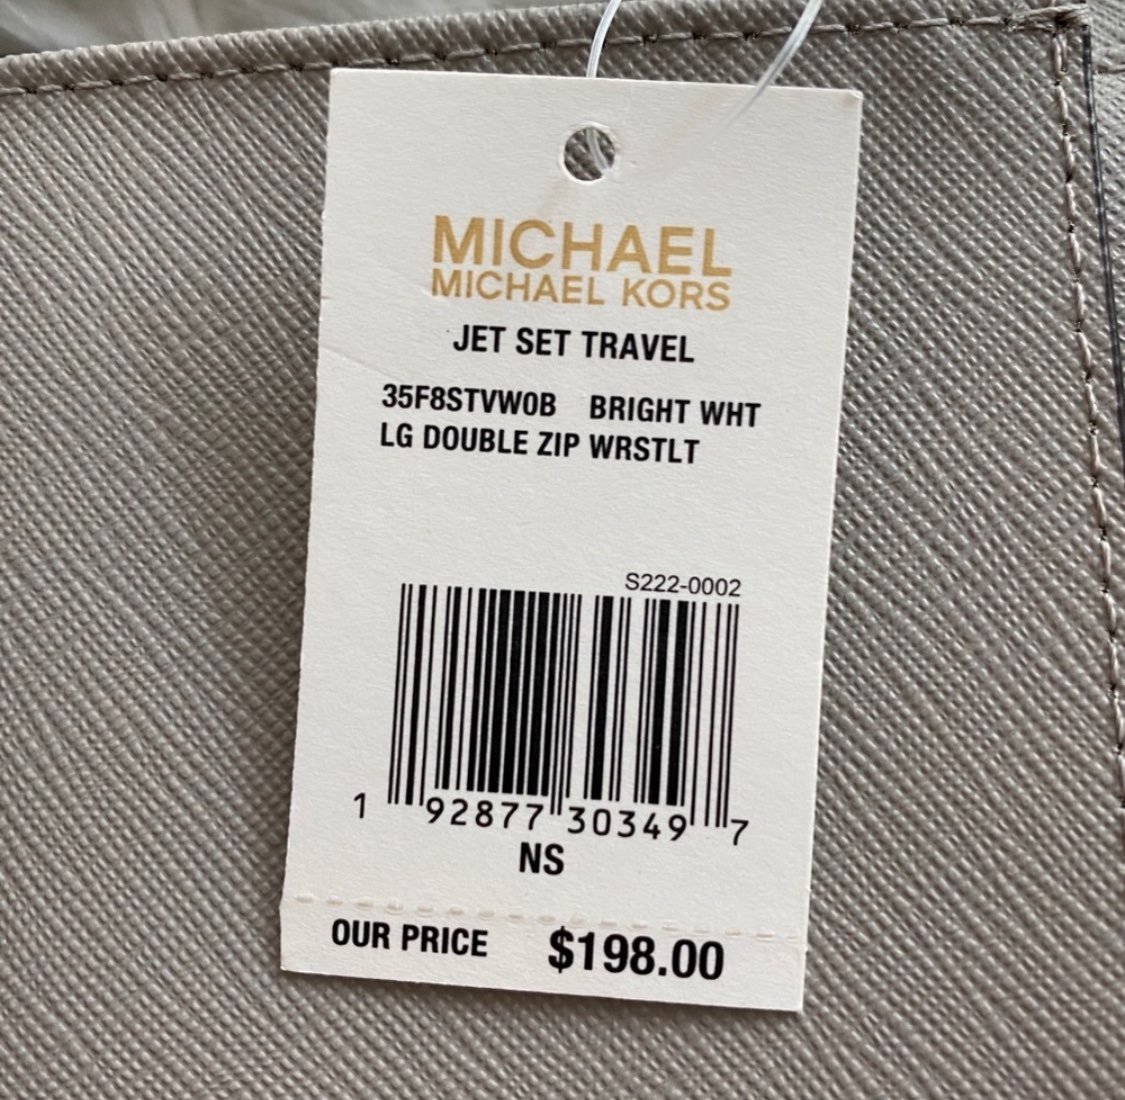 MICHAEL
MICHAEL KORS
JET SET TRAVEL
35F8STVW0B BRIGHT WHT
LG DOUBLE ZIP WRSTLT
S222-0002
1 92877 30349 7
NS
OUR PRICE $198.00